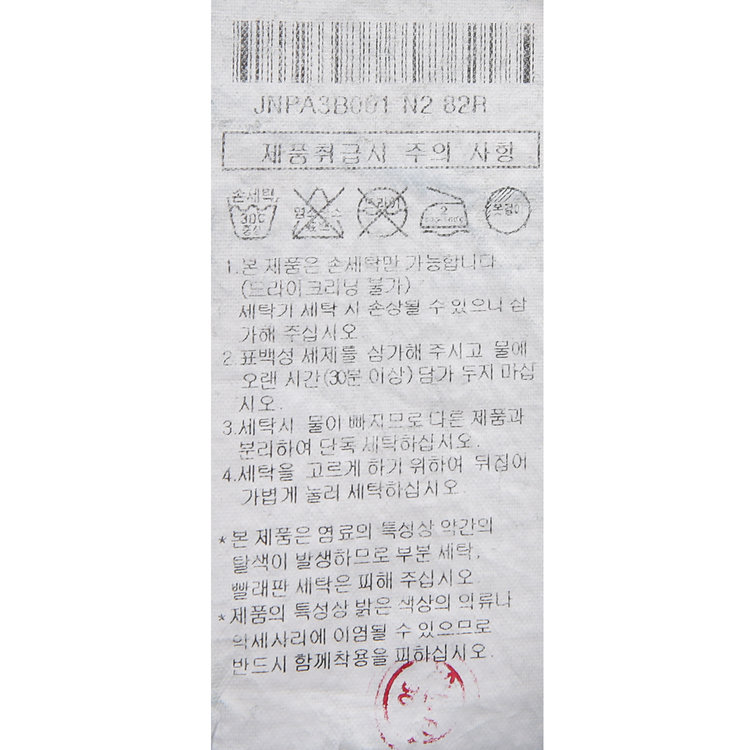 JNPA3B001 N2 82R
제품취급시 주의 사항
손세탁
30℃
중성
염소
표백
드라이
2
옷걸이
1.본 제품은 손세탁만 가능합니다
(드라이크리닝 불가)
세탁기 세탁 시 손상될 수 있으니 삼
가해 주십시오.
2.표백성 세제를 삼가해 주시고 물에
오랜 시간(30분 이상) 담가 두지 마십
시오.
3.세탁시 물이 빠지므로 다른 제품과
분리하여 단독 세탁하십시오.
4.세탁을 고르게 하기 위하여 뒤집어
가볍게 눌러 세탁하십시오.
*본 제품은 염료의 특성상 약간의
탈색이 발생하므로 부분 세탁,
빨래판 세탁은 피해 주십시오.
*제품의 특성상 밝은 색상의 의류나
악세사리에 이염될 수 있으므로
반드시 함께착용을 피하십시오.